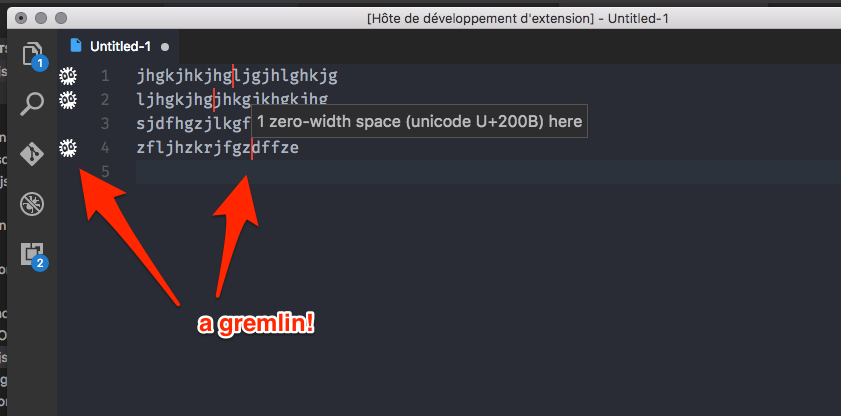 [Hôte de développement d'extension] - Untitled-1
Untitled-1
1 jhgkjhkjhgljgjhlghkjg
2 ljhgkjhgjhkgjkhgkjhg
3 sjdfhgzjlkgf
1 zero-width space (unicode U+200B) here
4 zfljhzkrjfgzdffze
5
1
2
a gremlin!